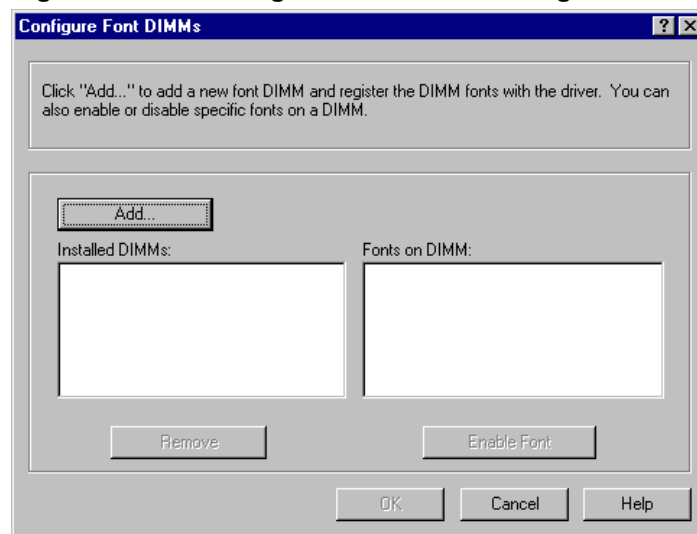 Configure Font DIMMs
Click "Add..." to add a new font DIMM and register the DIMM fonts with the driver. You can
also enable or disable specific fonts on a DIMM.
Add...
Installed DIMMs:
Fonts on DIMM:
Remove
Enable Font
OK
Cancel
Help